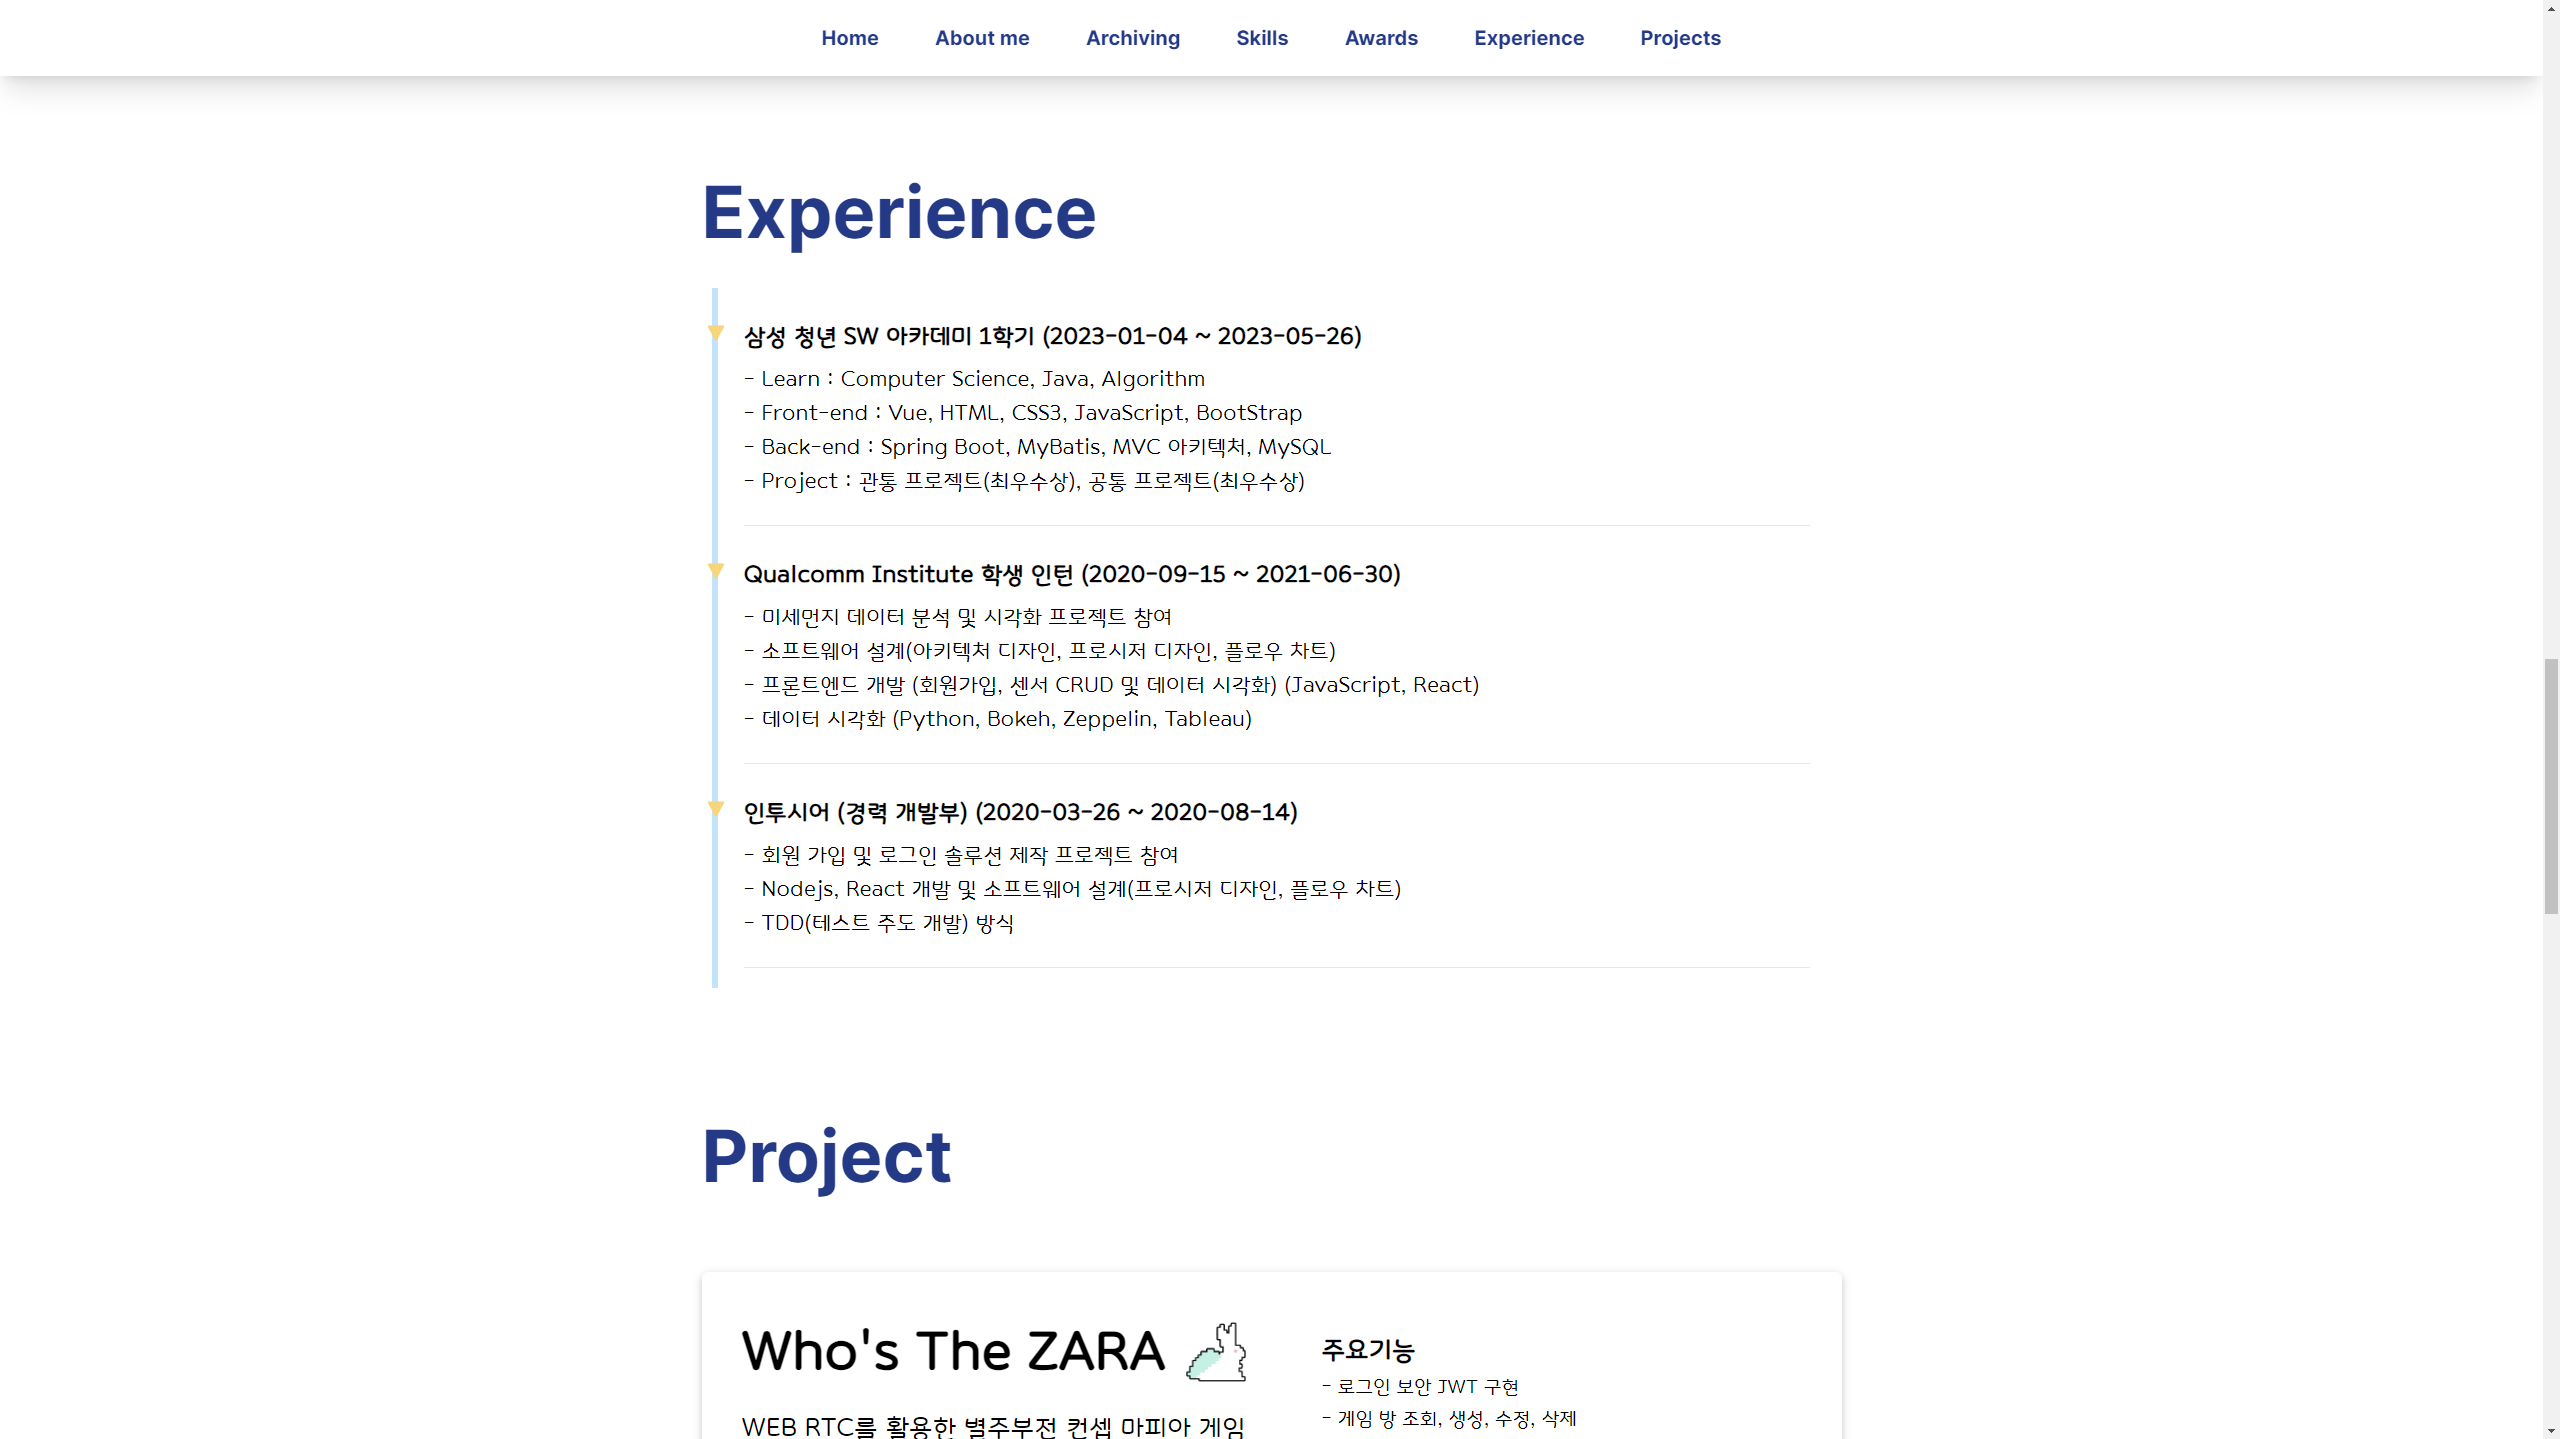 Home About me Archiving Skills Awards Experience Projects
Experience
삼성 청년 SW 아카데미 1학기 (2023-01-04 ~ 2023-05-26)
- Learn : Computer Science, Java, Algorithm
- Front-end : Vue, HTML, CSS3, JavaScript, BootStrap
- Back-end : Spring Boot, MyBatis, MVC 아키텍처, MySQL
- Project : 관통 프로젝트(최우수상), 공통 프로젝트(최우수상)
Qualcomm Institute 학생 인턴 (2020-09-15 ~ 2021-06-30)
- 미세먼지 데이터 분석 및 시각화 프로젝트 참여
- 소프트웨어 설계(아키텍처 디자인, 프로시저 디자인, 플로우 차트)
- 프론트엔드 개발 (회원가입, 센서 CRUD 및 데이터 시각화) (JavaScript, React)
- 데이터 시각화 (Python, Bokeh, Zeppelin, Tableau)
인투시어 (경력 개발부) (2020-03-26 ~ 2020-08-14)
- 회원 가입 및 로그인 솔루션 제작 프로젝트 참여
- Nodejs, React 개발 및 소프트웨어 설계(프로시저 디자인, 플로우 차트)
- TDD(테스트 주도 개발) 방식
Project
Who's The ZARA
WEB RTC를 활용한 별주부전 컨셉 마피아 게임
주요기능
- 로그인 보안 JWT 구현
- 게임 방 조회, 생성, 수정, 삭제